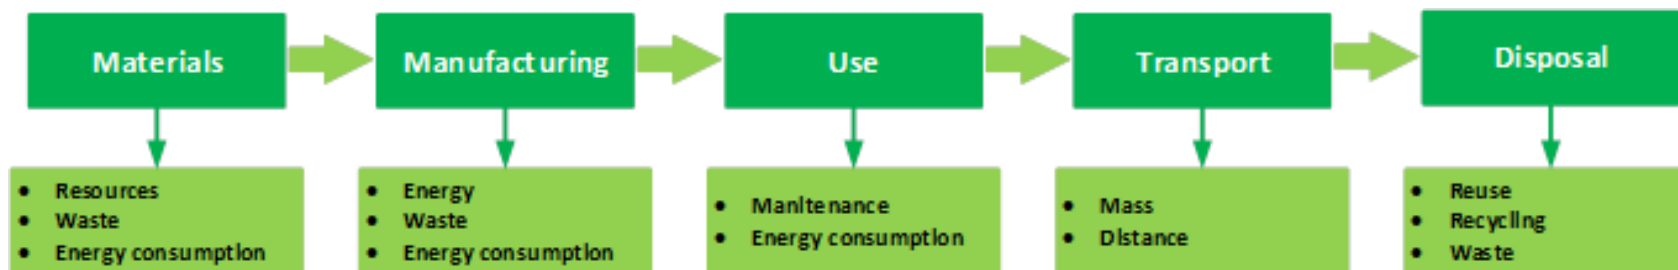 Materials
Manufacturing
Use
Transport
Disposal
• Resources
• Waste
• Energy consumption
• Energy
• Waste
• Energy consumption
• Manitenance
• Energy consumption
• Mass
• Distance
• Reuse
• Recycling
• Waste